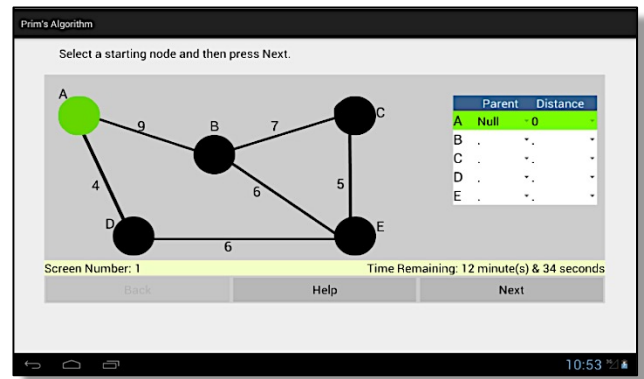 Prim's Algorithm
Select a starting node and then press Next.
A
9
B
7
C
4
6
5
D
6
E
Parent Distance
A Null 0
B . .
C . .
D . .
E . .
Screen Number: 1
Time Remaining: 12 minute(s) & 34 seconds
Back
Help
Next
10:53